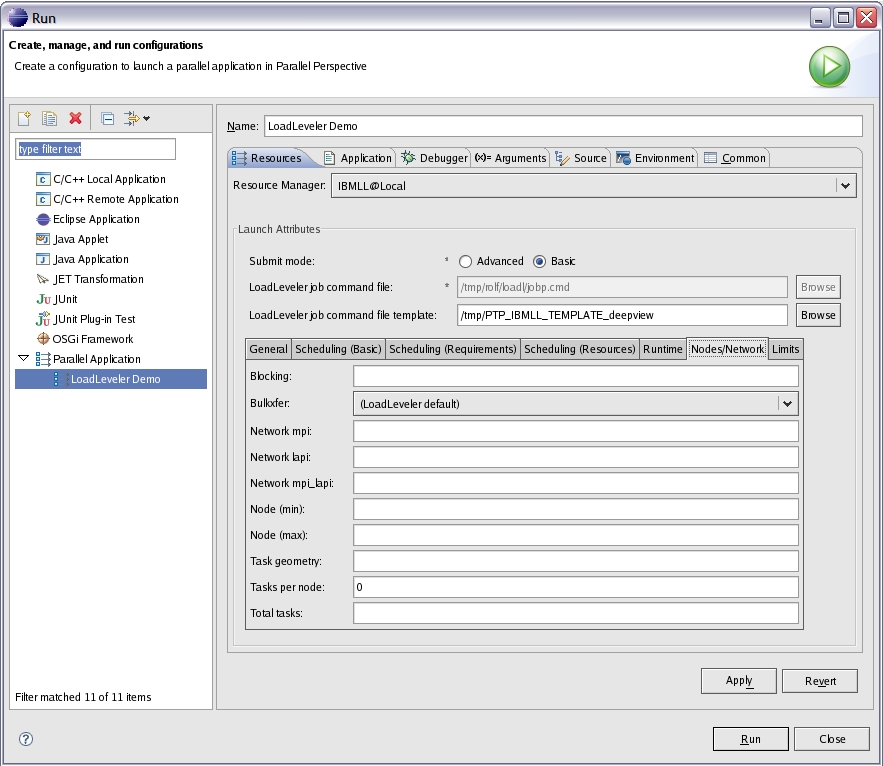 Run
Create, manage, and run configurations
Create a configuration to launch a parallel application in Parallel Perspective
type filter text
C/C++ Local Application
C/C++ Remote Application
Eclipse Application
Java Applet
Java Application
JET Transformation
JUnit
JUnit Plug-in Test
OSGi Framework
Parallel Application
LoadLeveler Demo
Filter matched 11 of 11 items
Name: LoadLeveler Demo
Resources Application Debugger (x)= Arguments Source Environment Common
Resource Manager: IBMLL@Local
Launch Attributes
Submit mode: * Advanced Basic
LoadLeveler job command file: * /tmp/rolf/loadl/jobp.cmd Browse
LoadLeveler job command file template: /tmp/PTP_IBMLL_TEMPLATE_deepview Browse
General Scheduling (Basic) Scheduling (Requirements) Scheduling (Resources) Runtime Nodes/Network Limits
Blocking:
Bulkxfer: (LoadLeveler default)
Network mpi:
Network lapi:
Network mpi_lapi:
Node (min):
Node (max):
Task geometry:
Tasks per node: 0
Total tasks:
Apply Revert
? Run Close